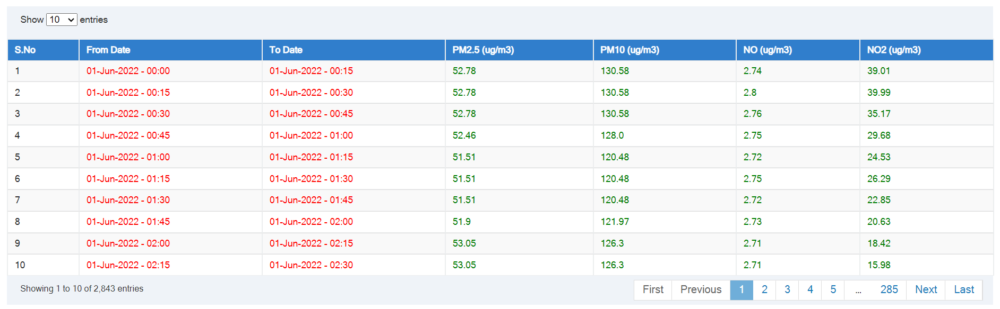 Show 10 entries
S.No From Date To Date PM2.5 (ug/m3) PM10 (ug/m3) NO (ug/m3) NO2 (ug/m3)
1 01-Jun-2022 - 00:00 01-Jun-2022 - 00:15 52.78 130.58 2.74 39.01
2 01-Jun-2022 - 00:15 01-Jun-2022 - 00:30 52.78 130.58 2.8 39.99
3 01-Jun-2022 - 00:30 01-Jun-2022 - 00:45 52.78 130.58 2.76 35.17
4 01-Jun-2022 - 00:45 01-Jun-2022 - 01:00 52.46 128.0 2.75 29.68
5 01-Jun-2022 - 01:00 01-Jun-2022 - 01:15 51.51 120.48 2.72 24.53
6 01-Jun-2022 - 01:15 01-Jun-2022 - 01:30 51.51 120.48 2.75 26.29
7 01-Jun-2022 - 01:30 01-Jun-2022 - 01:45 51.51 120.48 2.72 22.85
8 01-Jun-2022 - 01:45 01-Jun-2022 - 02:00 51.9 121.97 2.73 20.63
9 01-Jun-2022 - 02:00 01-Jun-2022 - 02:15 53.05 126.3 2.71 18.42
10 01-Jun-2022 - 02:15 01-Jun-2022 - 02:30 53.05 126.3 2.71 15.98
Showing 1 to 10 of 2,843 entries First Previous 1 2 3 4 5 ... 285 Next Last